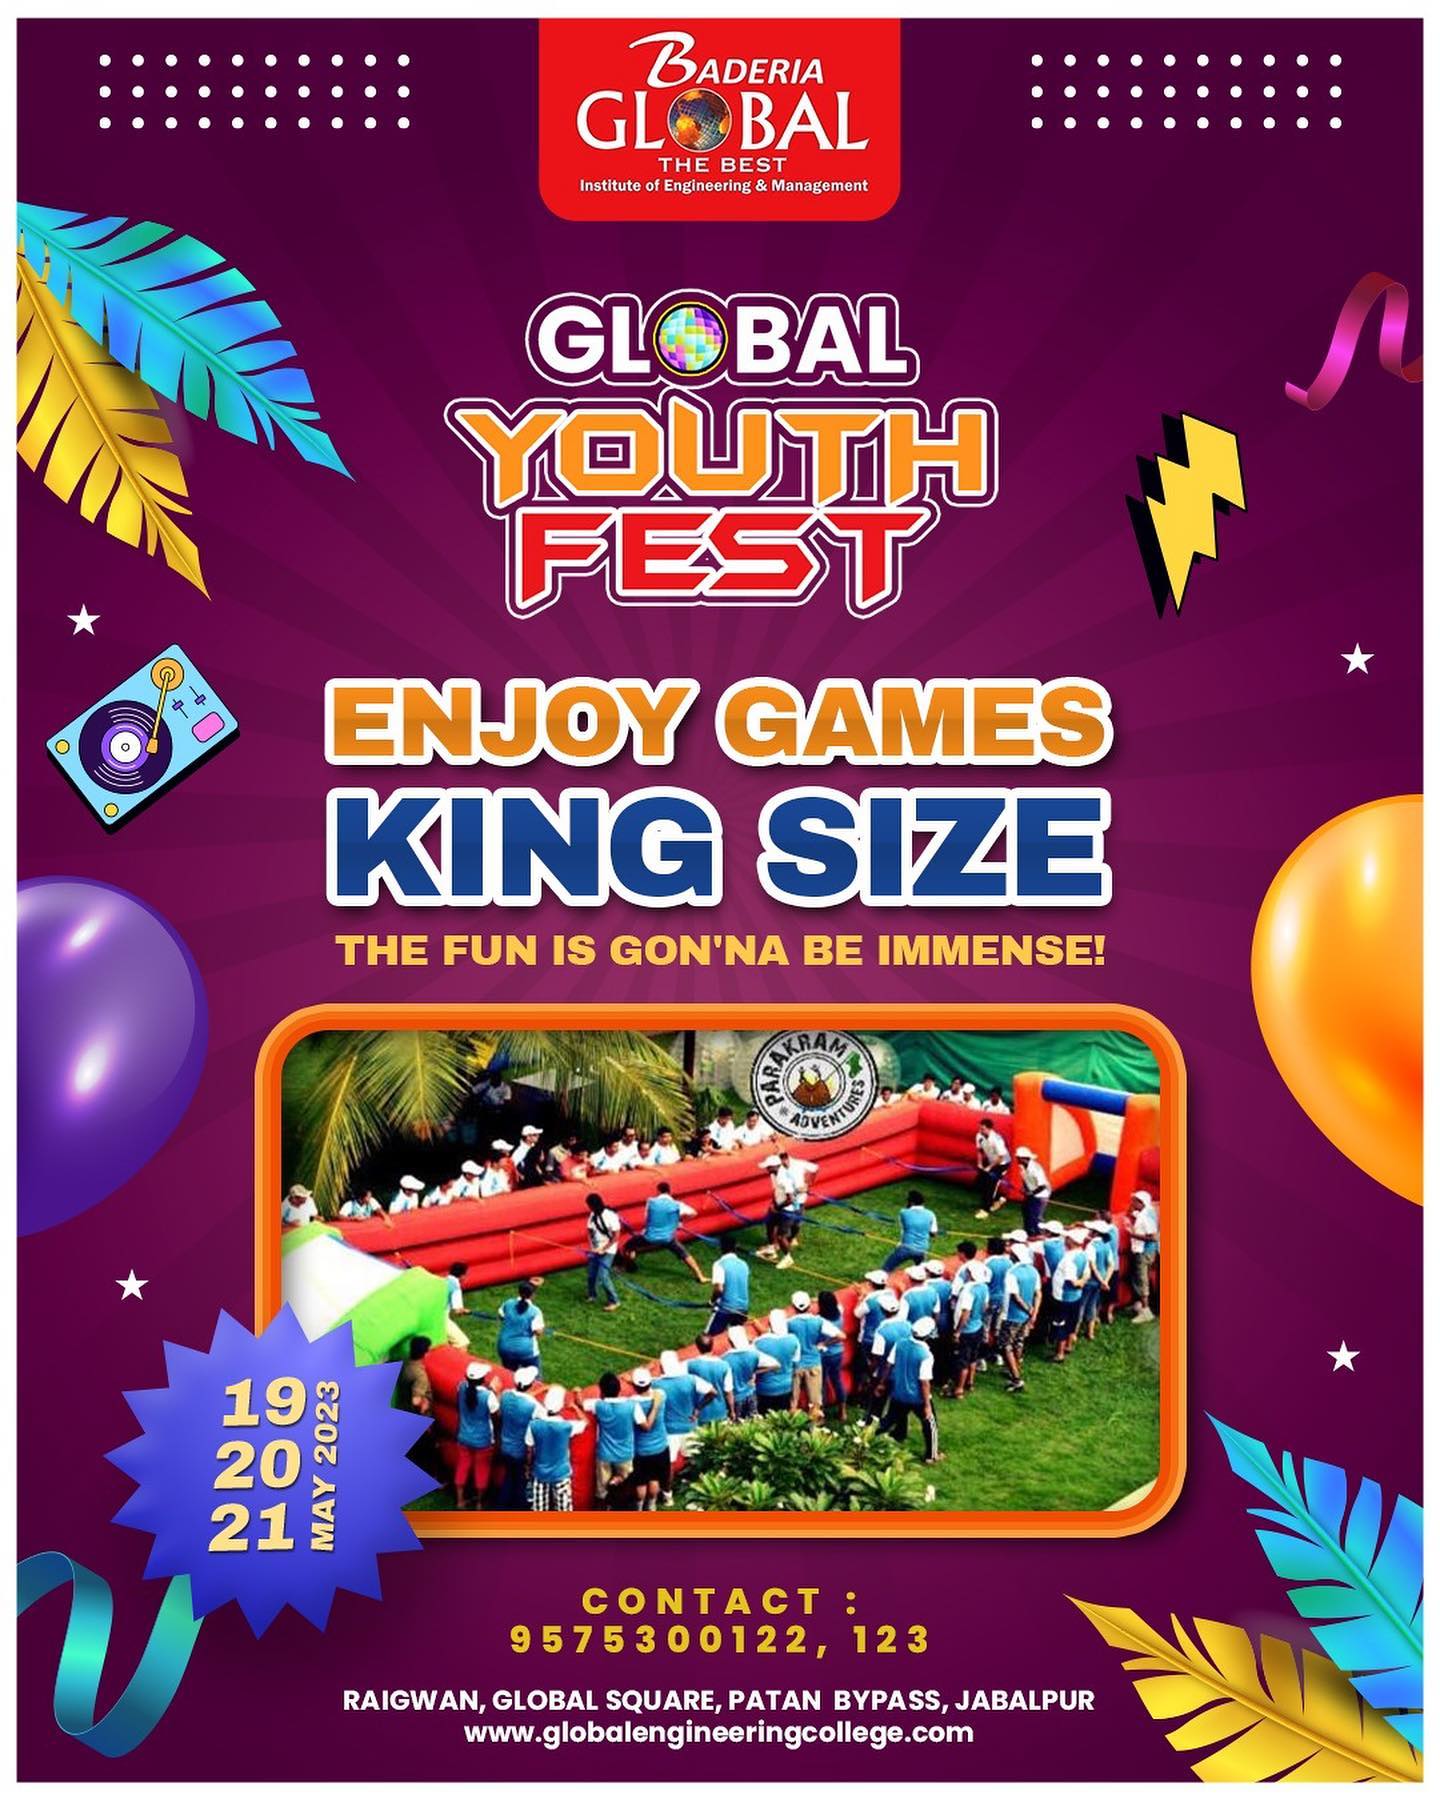 BADERIA
GLOBAL
THE BEST
Institute of Engineering & Management
GLOBAL
YOUTH
FEST
ENJOY GAMES
KING SIZE
THE FUN IS GON'NA BE IMMENSE!
PARAKRAM
ADVENTURES
19
20
21
MAY 2023
CONTACT :
9575300122, 123
RAIGWAN, GLOBAL SQUARE, PATAN BYPASS, JABALPUR
www.globalengineeringcollege.com